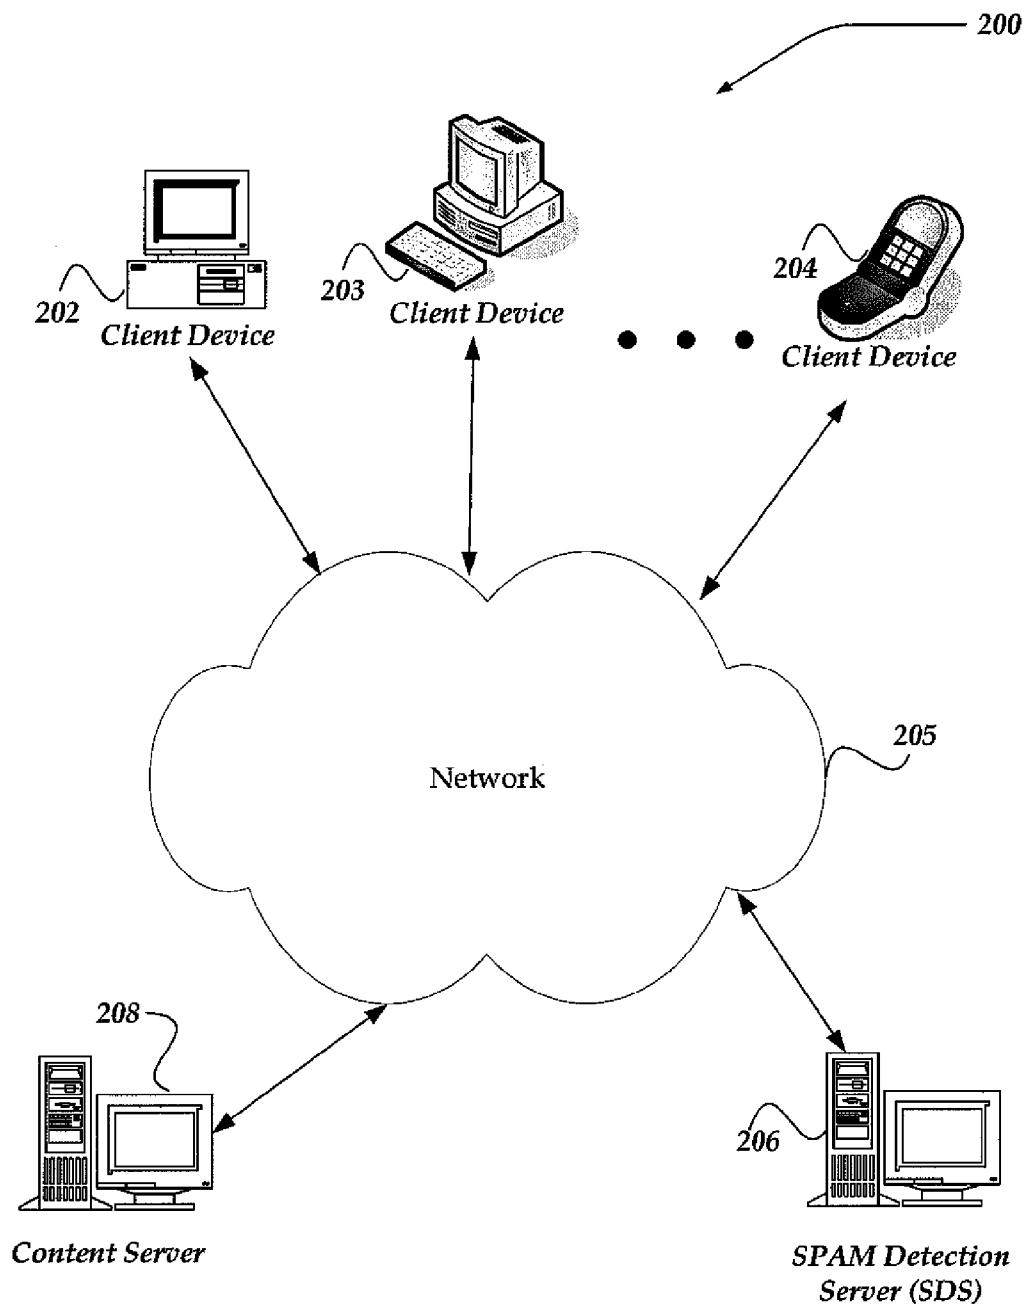 200
202
Client Device
203
Client Device
204
Client Device
Network
205
208
Content Server
206
SPAM Detection
Server (SDS)